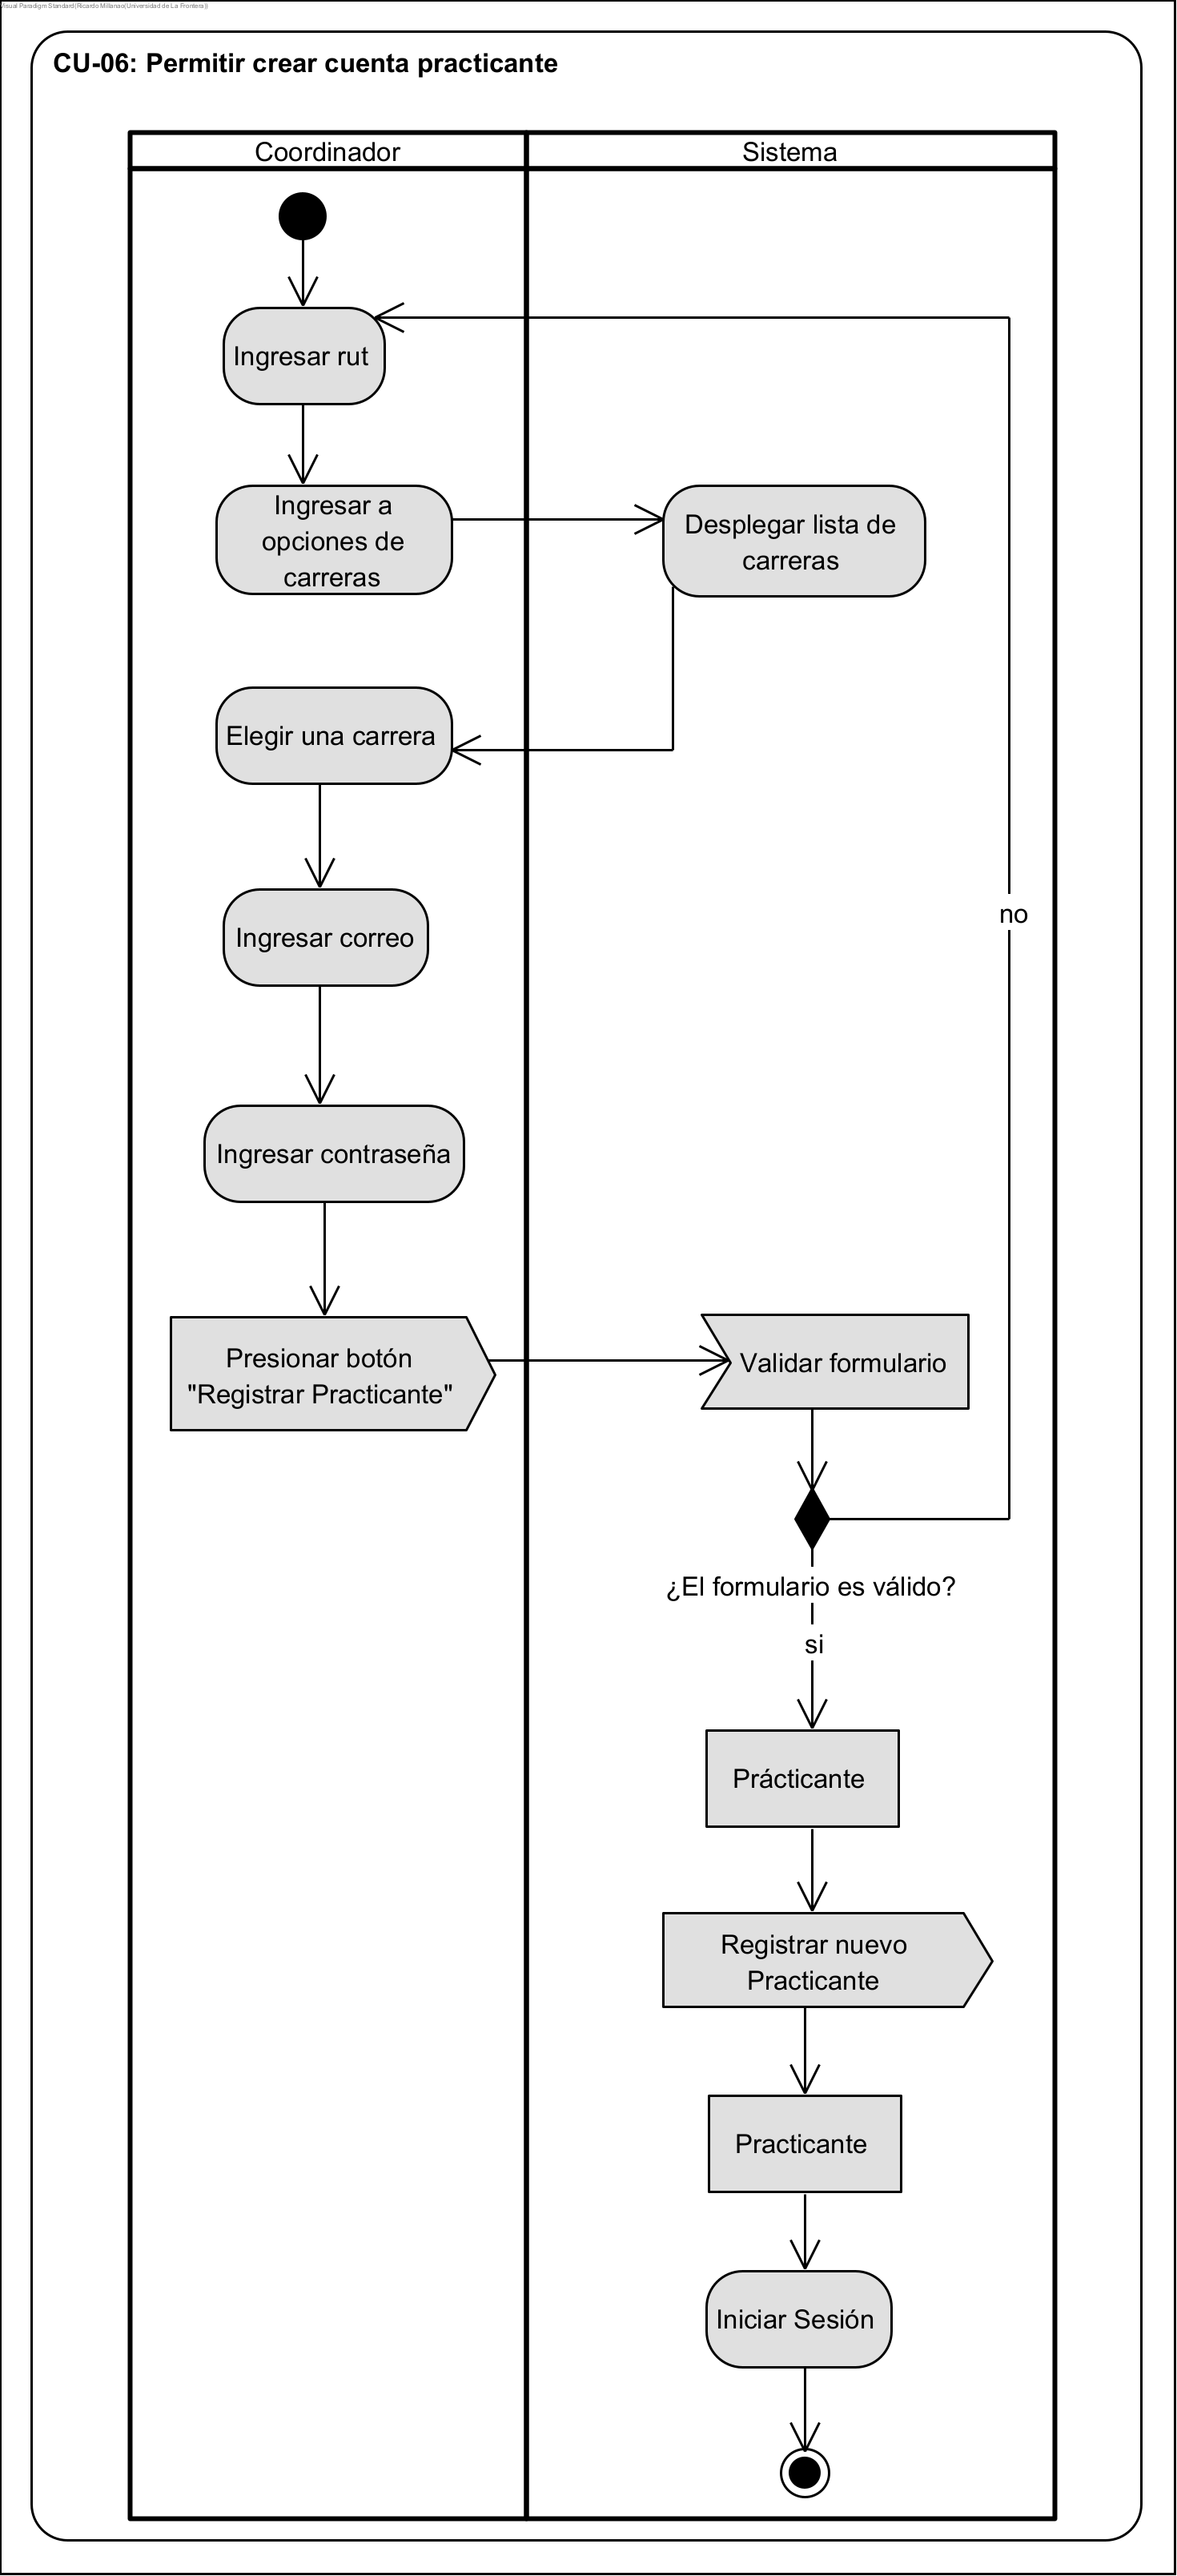 Visual Paradigm Standard(Ricardo Millanao(Universidad de La Frontera))
CU-06: Permitir crear cuenta practicante
Coordinador
Sistema
Ingresar rut
Ingresar a
opciones de
carreras
Desplegar lista de
carreras
Elegir una carrera
no
Ingresar correo
Ingresar contraseña
Presionar botón
"Registrar Practicante"
Validar formulario
¿El formulario es válido?
si
Prácticante
Registrar nuevo
Practicante
Practicante
Iniciar Sesión